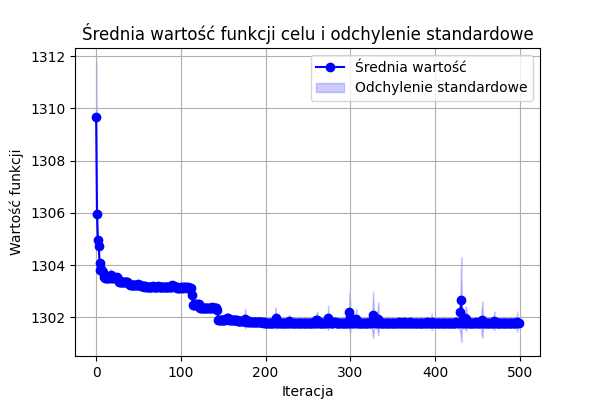 Średnia wartość funkcji celu i odchylenie standardowe
Średnia wartość
Odchylenie standardowe
Wartość funkcji
1312
1310
1308
1306
1304
1302
0 100 200 300 400 500
Iteracja